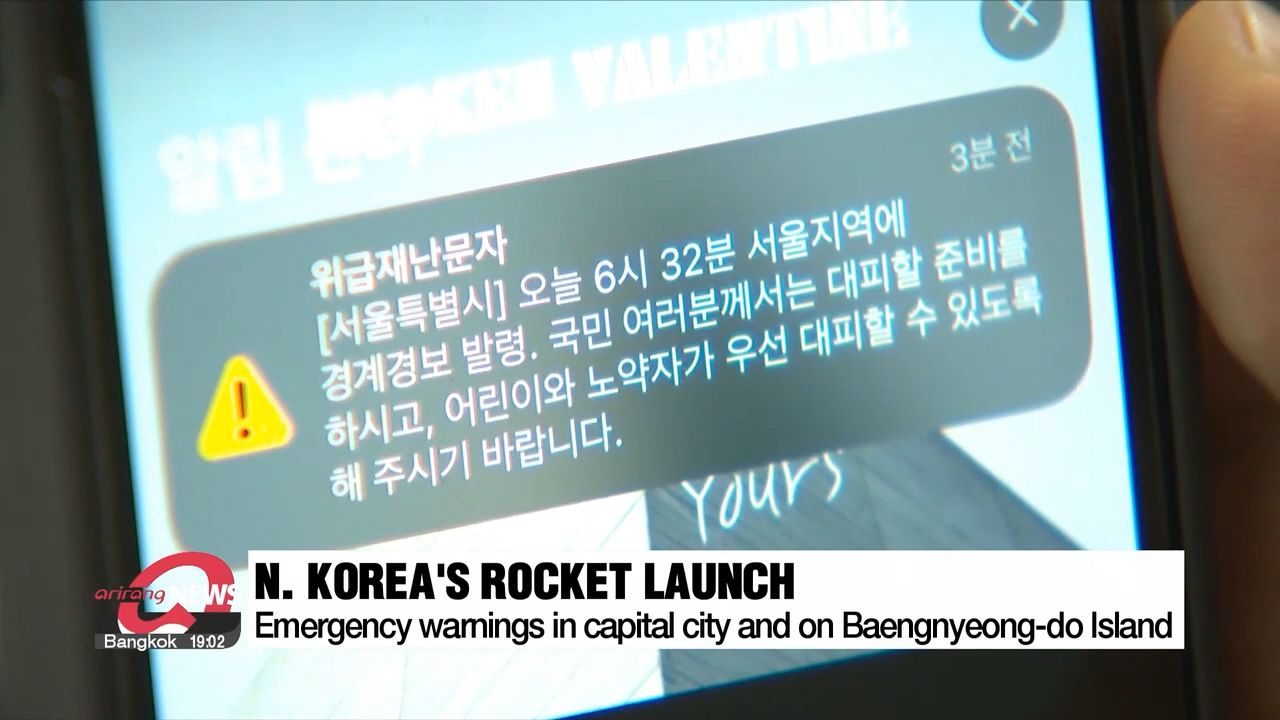 알림 센터
BROKEN VALENTINE
3분 전
위급재난문자
[서울특별시] 오늘 6시 32분 서울지역에
경계경보 발령. 국민 여러분께서는 대피할 준비를
하시고, 어린이와 노약자가 우선 대피할 수 있도록
해 주시기 바랍니다.
Yours
arirang NEWS
Bangkok 19:02
N. KOREA'S ROCKET LAUNCH
Emergency warnings in capital city and on Baengnyeong-do Island